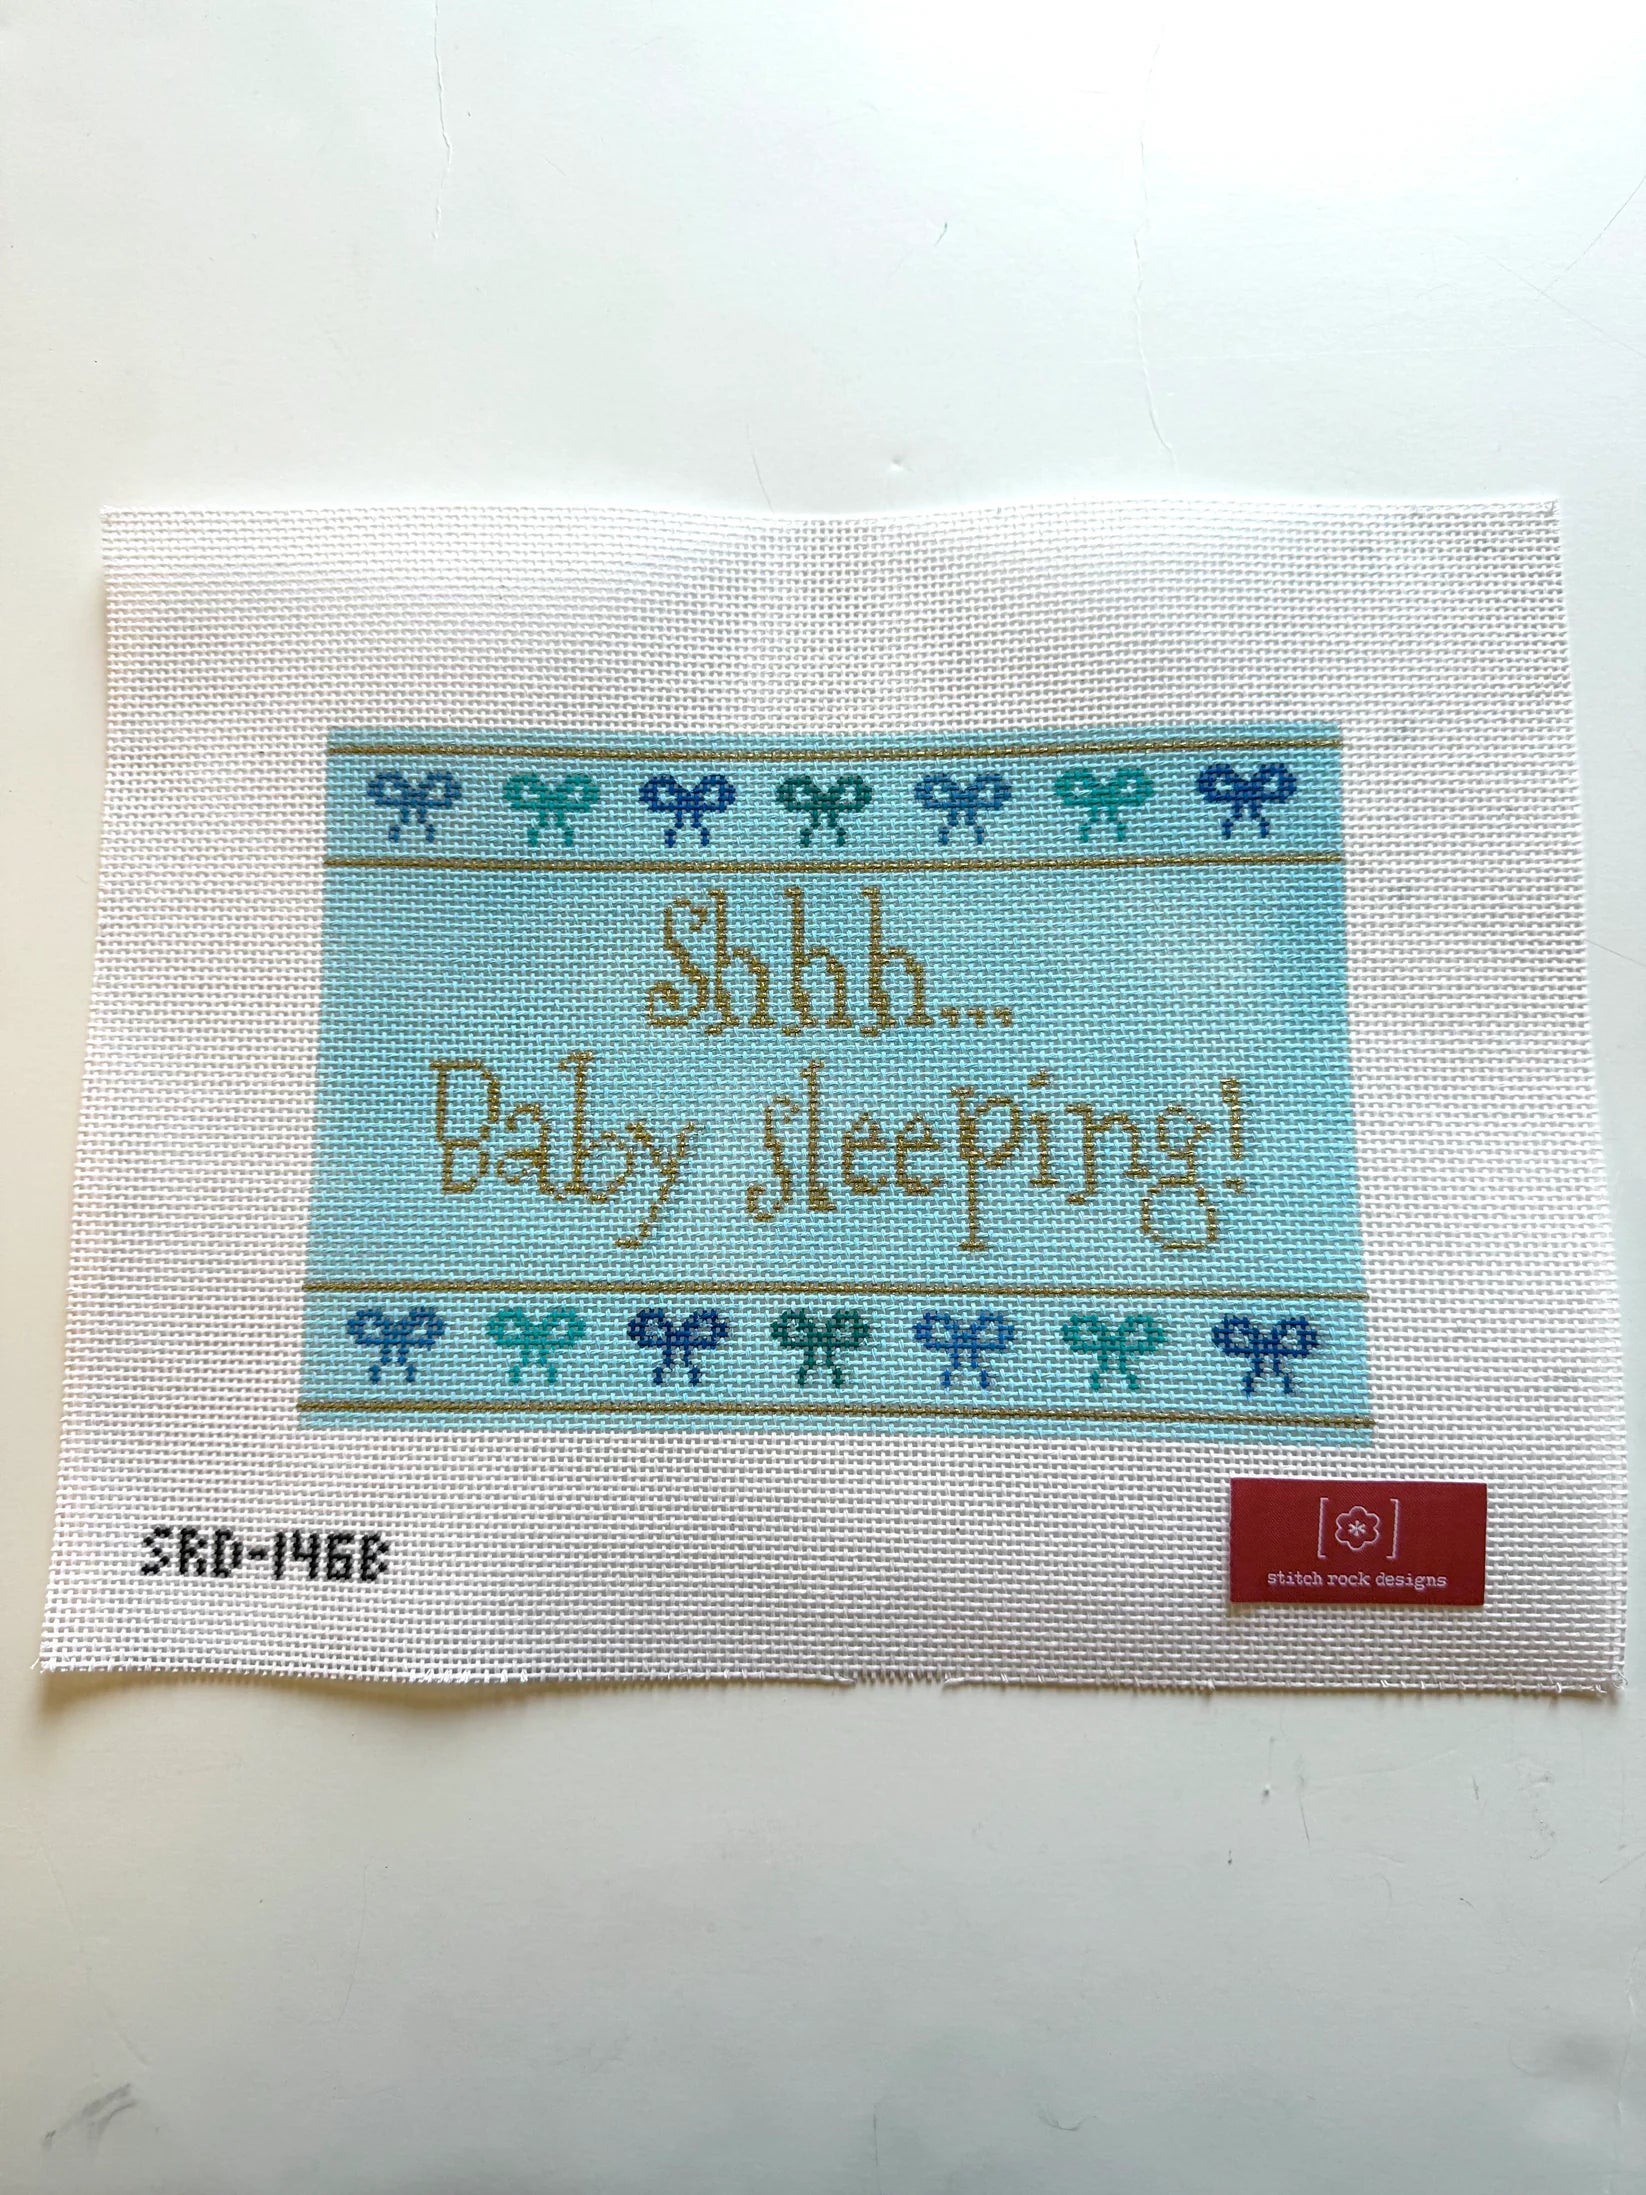 Shhh...
Baby sleeping!
SRD-146B
stitch rock designs